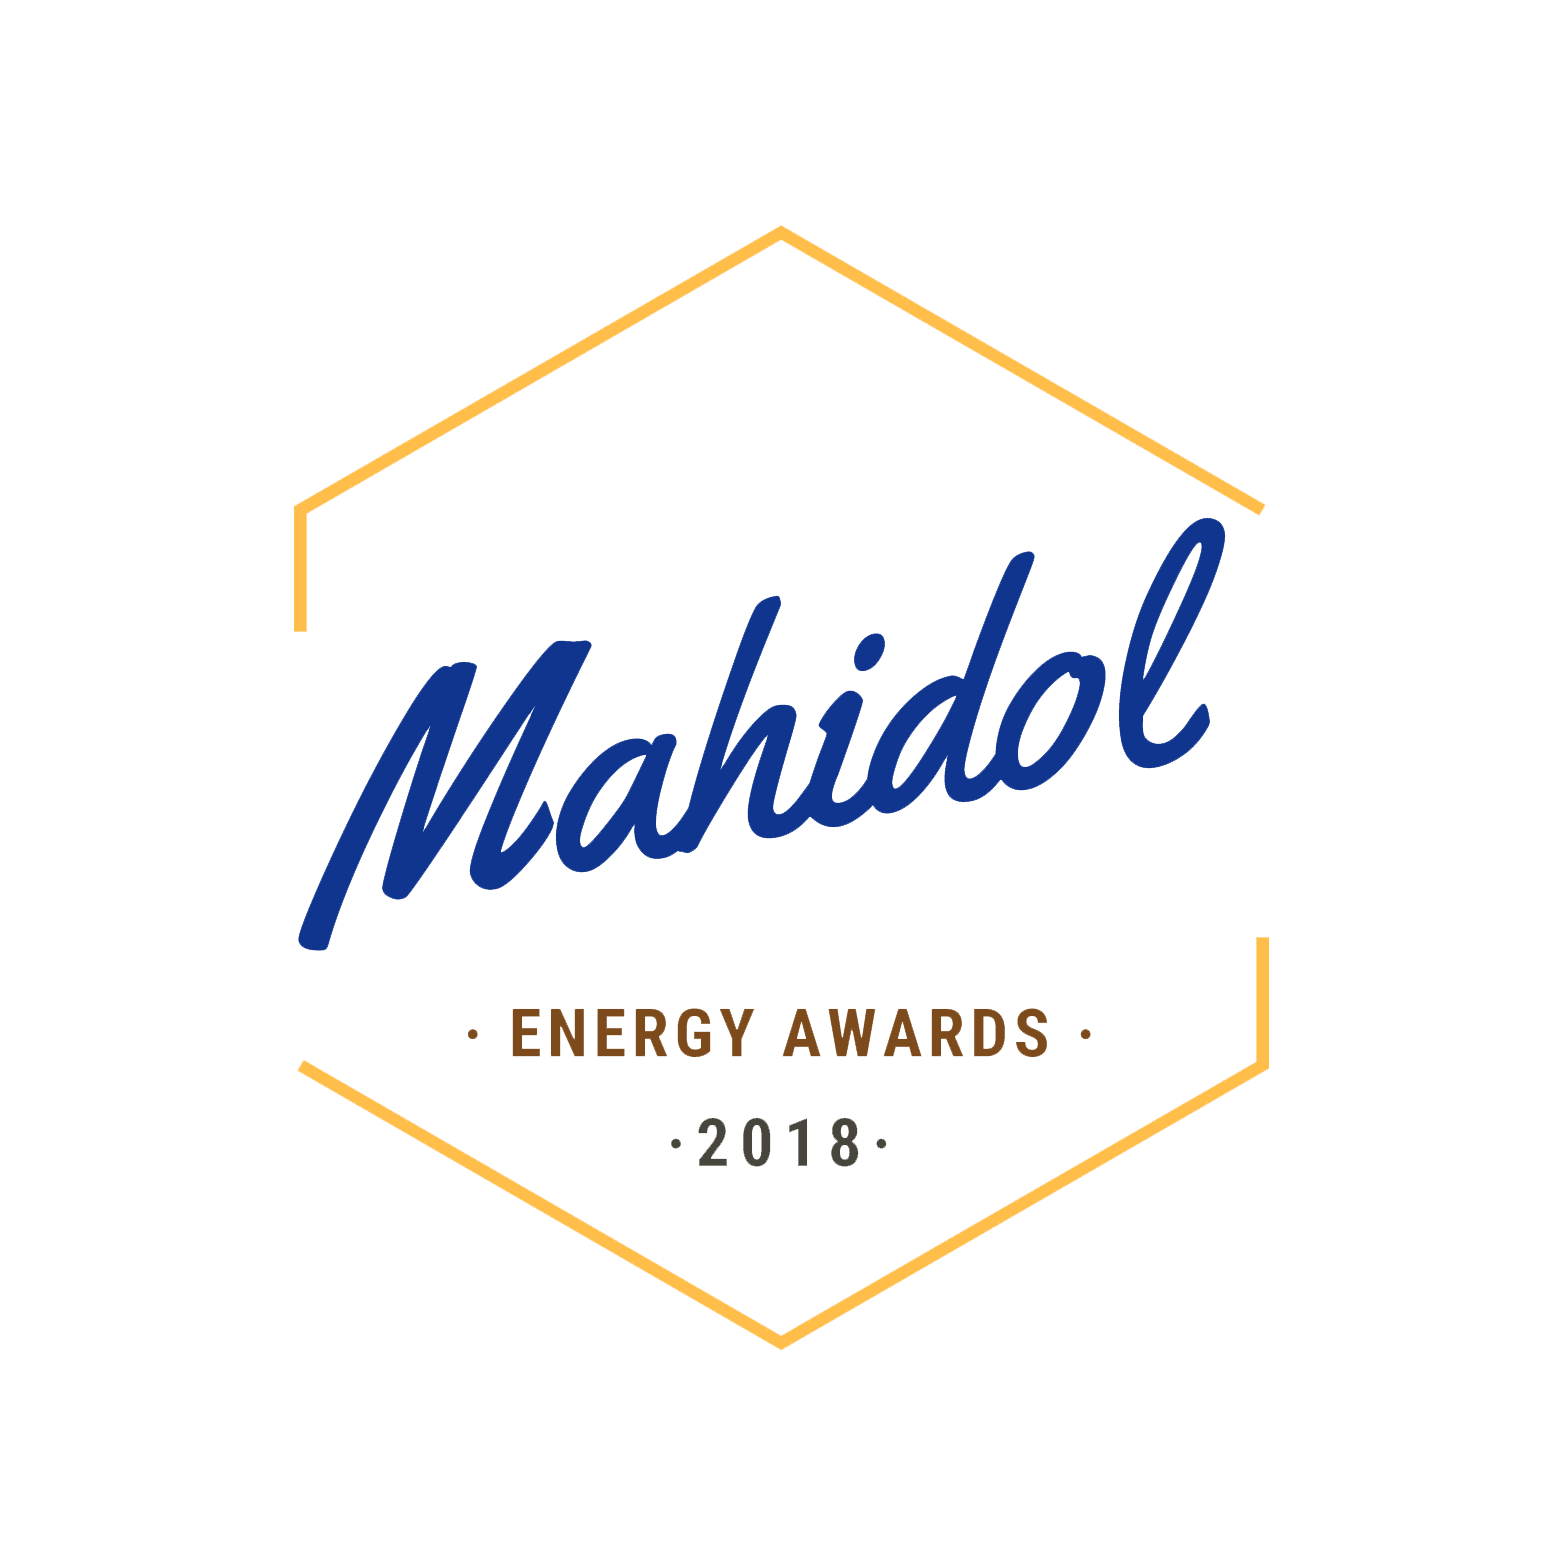 Mahidol
· ENERGY AWARDS ·
·2018·